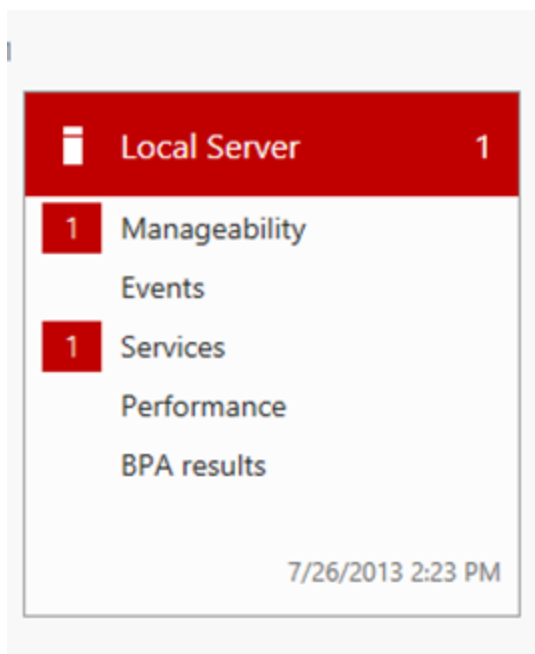 Local Server 1
1 Manageability
Events
1 Services
Performance
BPA results
7/26/2013 2:23 PM